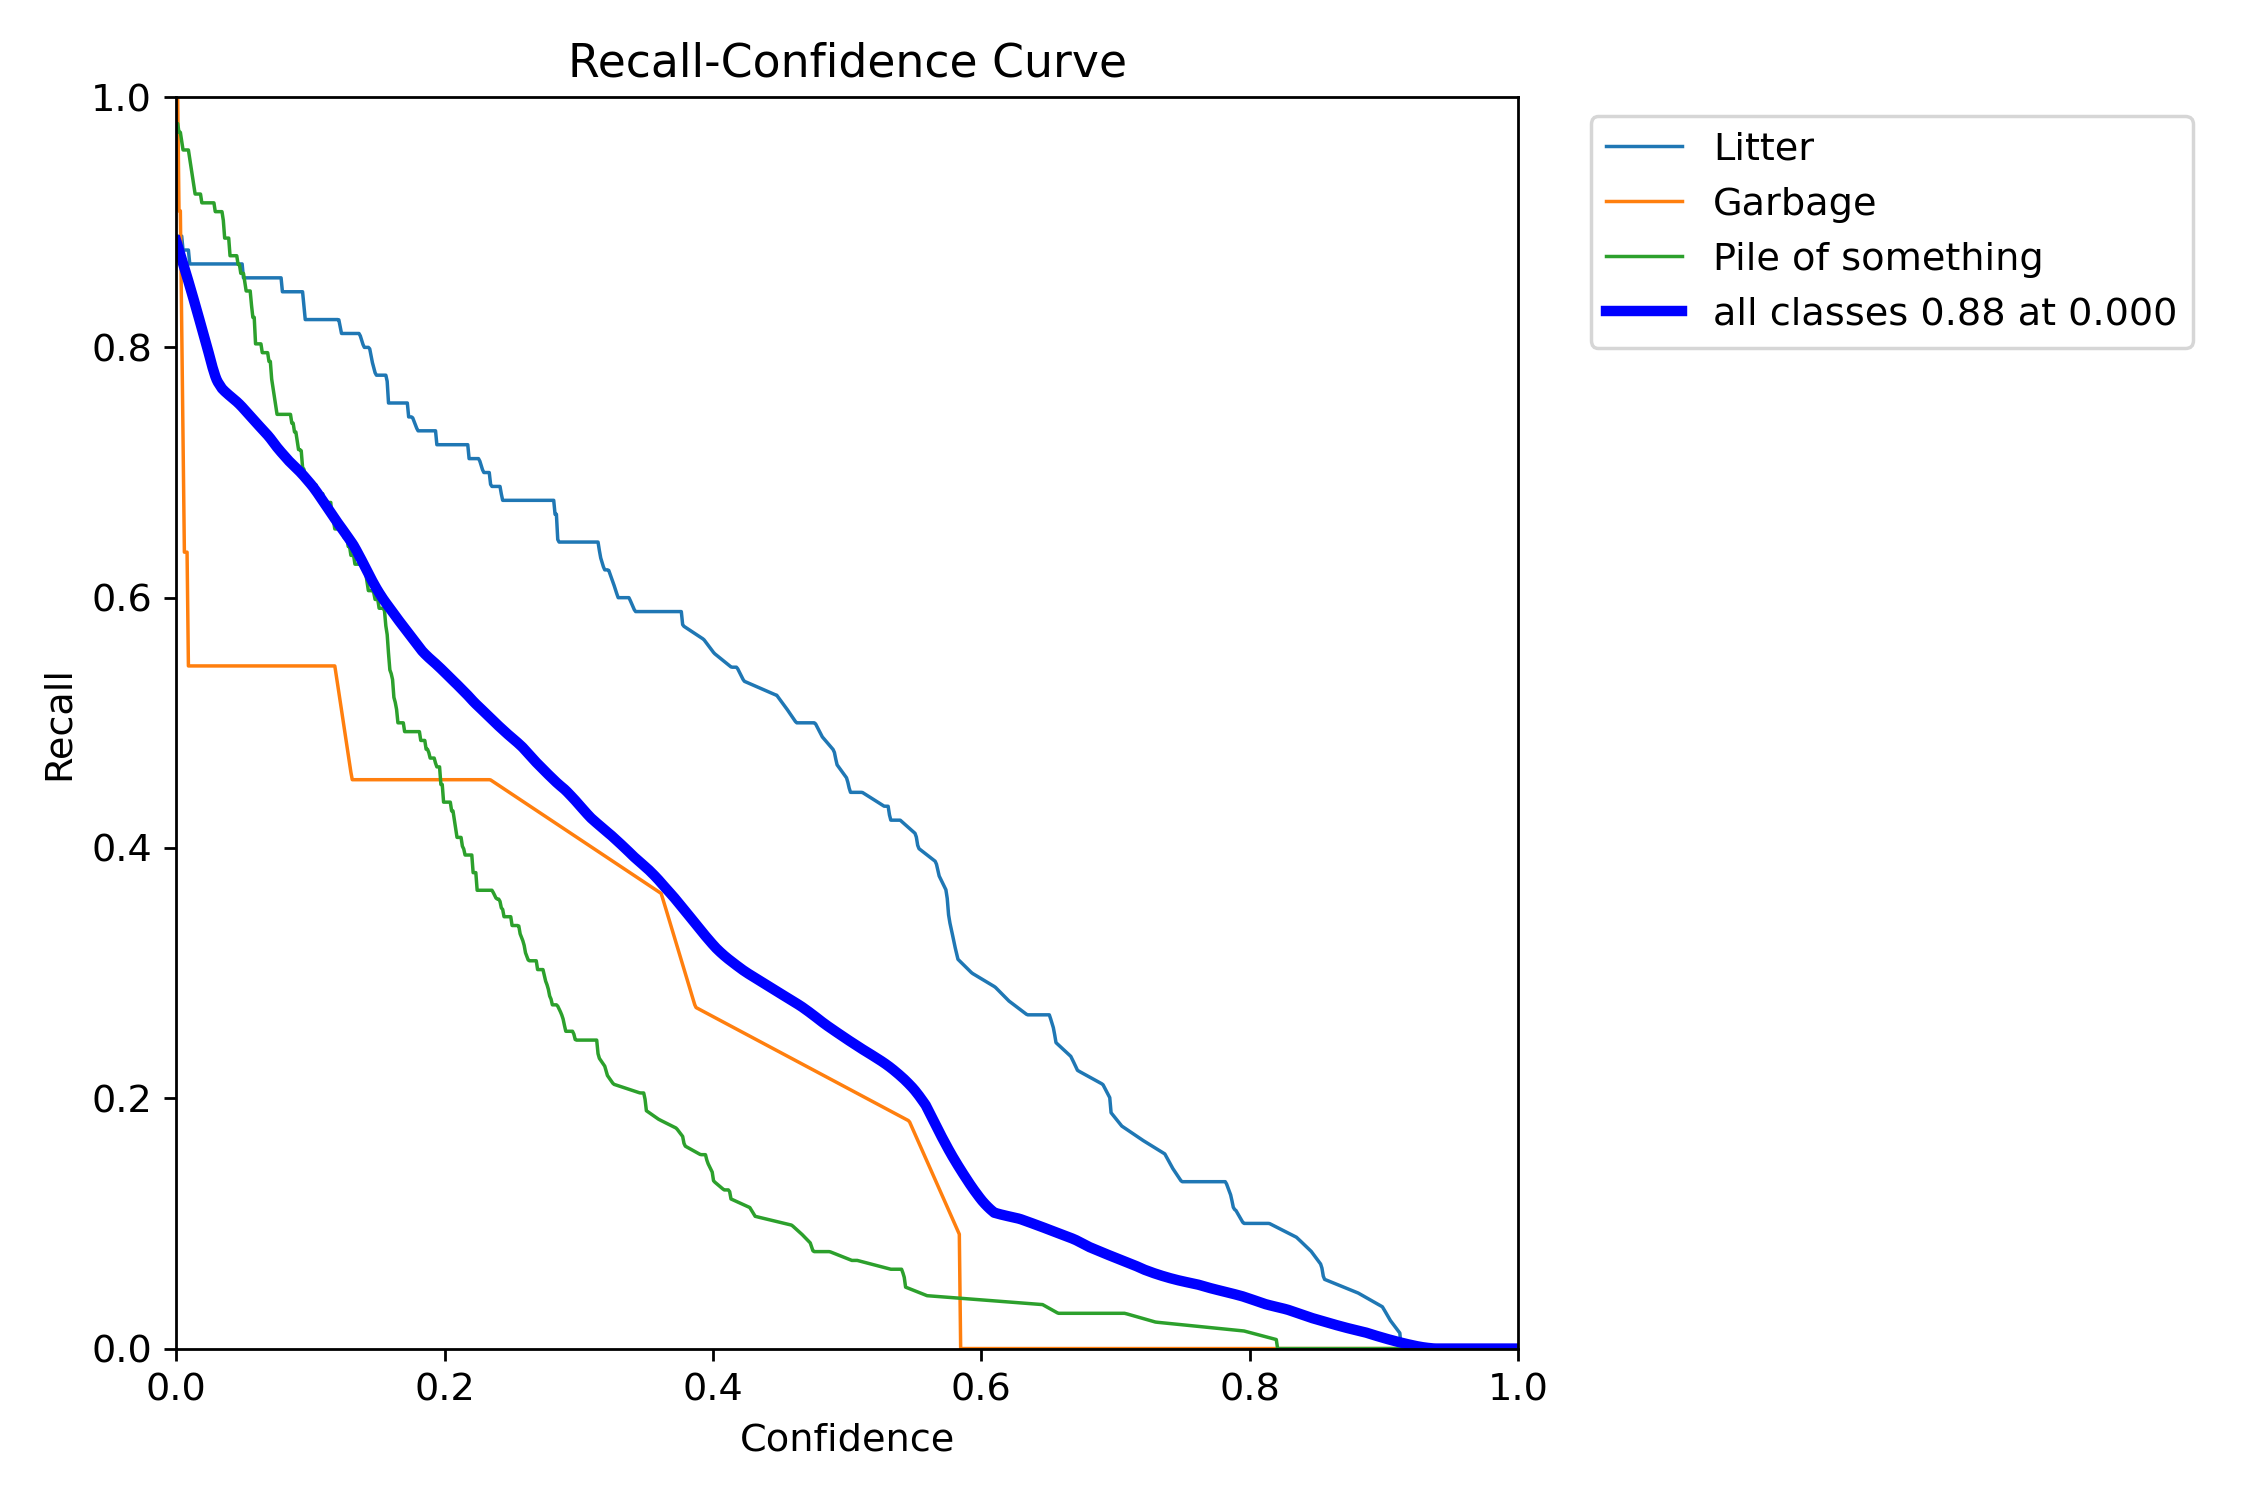 Recall-Confidence Curve
1.0
0.8
0.6
0.4
0.2
0.0
Recall
0.0 0.2 0.4 0.6 0.8 1.0
Confidence
Litter
Garbage
Pile of something
all classes 0.88 at 0.000